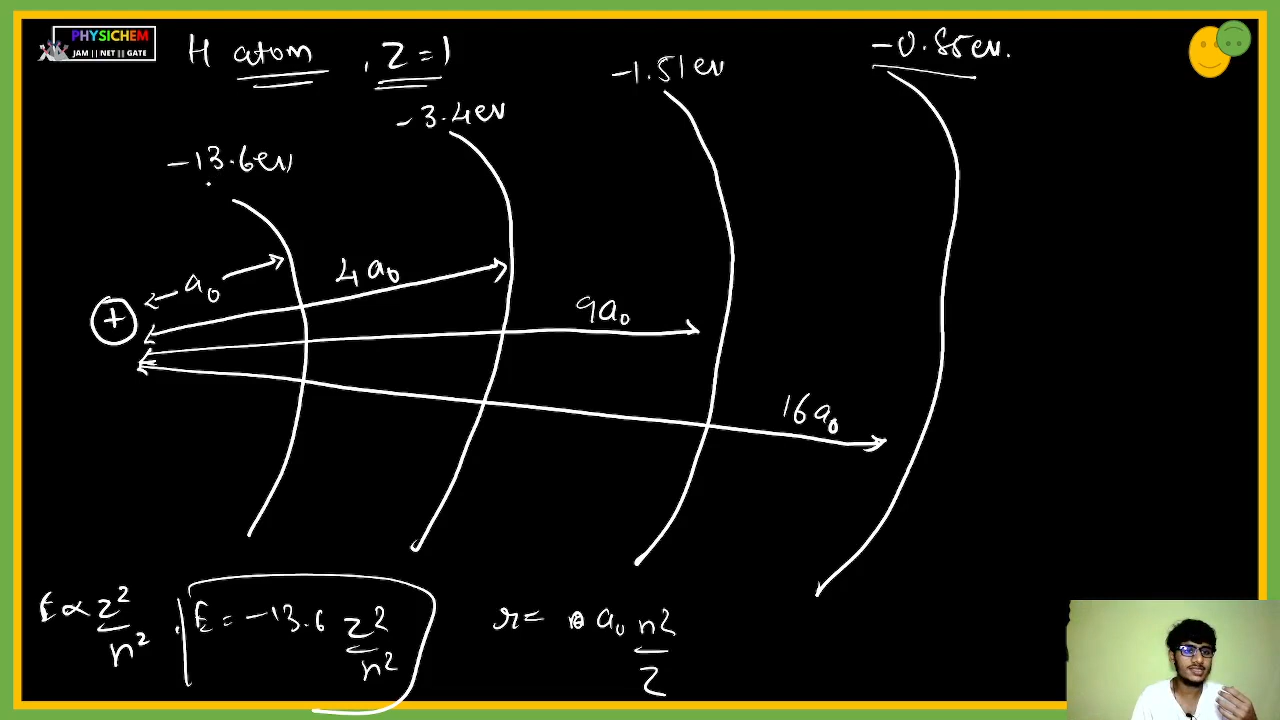 PHYSICHEM
JAM || NET || GATE
H atom, Z=1
-13.6ev
-3.4ev
-1.51ev
-0.85ev.
a₀
4a₀
9a₀
16a₀
E ∝ Z²/n², E = -13.6 Z²/n²
r = a₀ n²/Z